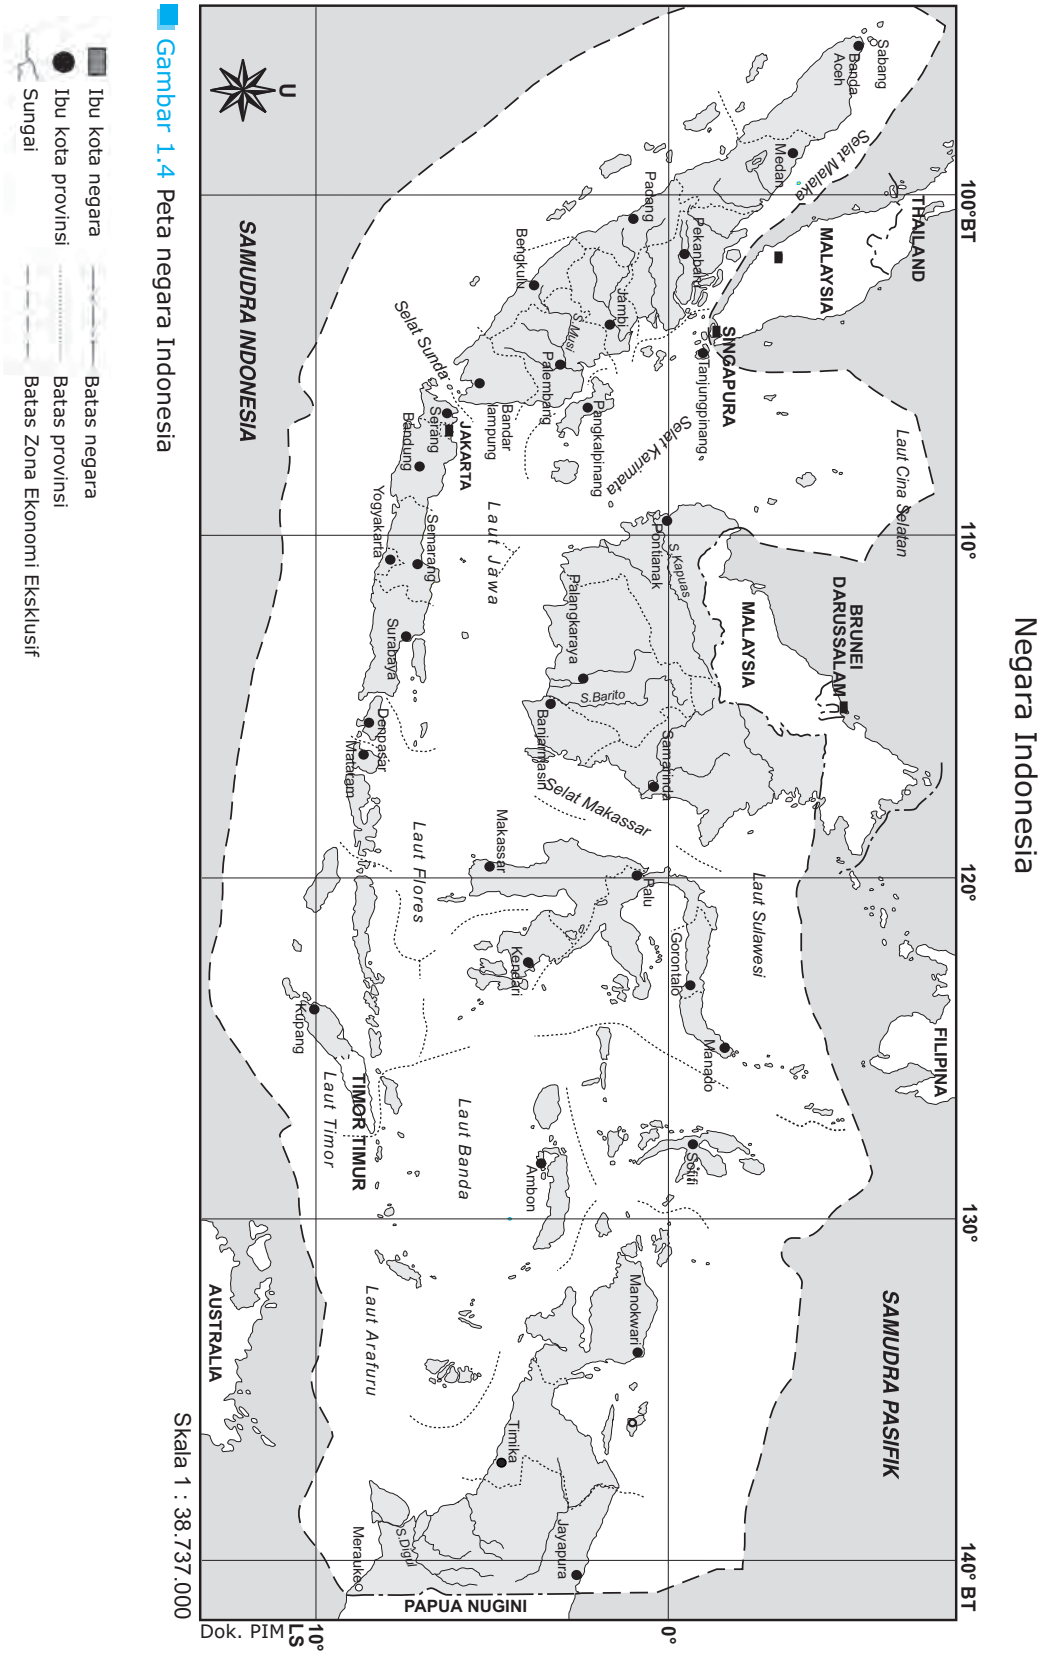 Negara Indonesia
100°BT
110°
120°
130°
140° BT
Sabang
Banda
Aceh
Medan
Selat Malaka
THAILAND
MALAYSIA
SINGAPURA
Tanjungpinang
Pekanbaru
Padang
Jambi
Bengkulu
S.Musi
Palembang
Pangkalpinang
Bandar
lampung
Selat Sunda
Selat Karimata
Laut Cina Selatan
JAKARTA
Serang
Bandung
Semarang
Yogyakarta
Surabaya
Laut Jawa
Denpasar
Mataram
Pontianak
S.Kapuas
Palangkaraya
S.Barito
Banjarmasin
Samarinda
MALAYSIA
BRUNEI
DARUSSALAM
Selat Makassar
Makassar
Laut Flores
Palu
Gorontalo
Kendari
Manado
Laut Sulawesi
FILIPINA
Kupang
TIMOR TIMUR
Laut Timor
Laut Banda
Ambon
Sofifi
SAMUDRA PASIFIK
Manokwari
Laut Arafuru
Timika
Jayapura
S.Digul
Merauke
AUSTRALIA
PAPUA NUGINI
SAMUDRA INDONESIA
U
0°
10°
LS
Dok. PIM
Skala 1 : 38.737.000
Gambar 1.4 Peta negara Indonesia
Ibu kota negara
Ibu kota provinsi
Sungai
Batas negara
Batas provinsi
Batas Zona Ekonomi Eksklusif